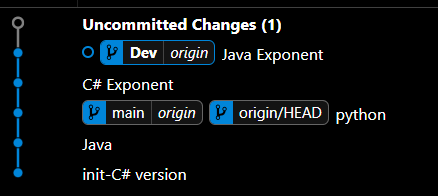 Uncommitted Changes (1)
Dev origin Java Exponent
C# Exponent
main origin origin/HEAD python
Java
init-C# version